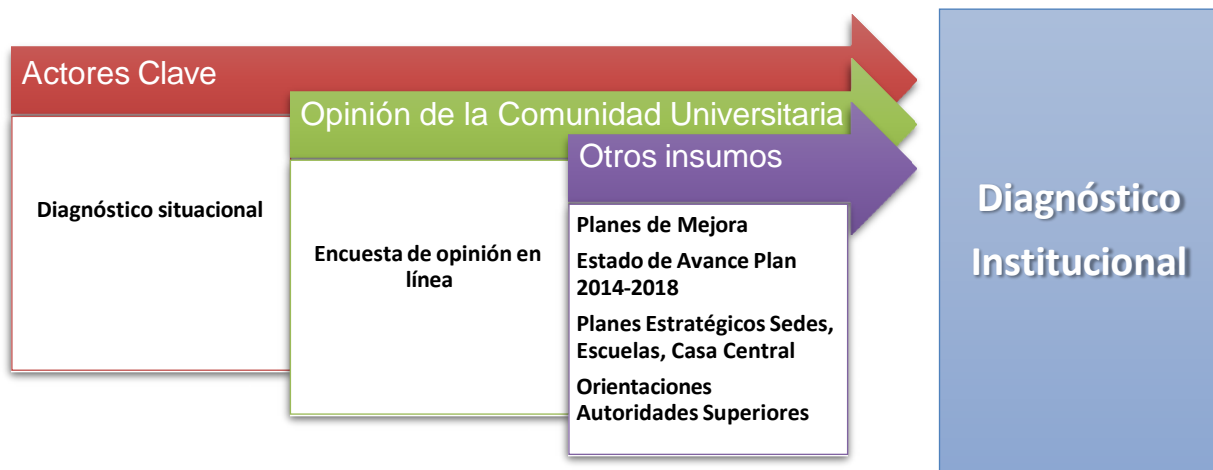 Actores Clave
Diagnóstico situacional
Opinión de la Comunidad Universitaria
Encuesta de opinión en
línea
Otros insumos
Planes de Mejora
Estado de Avance Plan
2014-2018
Planes Estratégicos Sedes,
Escuelas, Casa Central
Orientaciones
Autoridades Superiores
Diagnóstico
Institucional